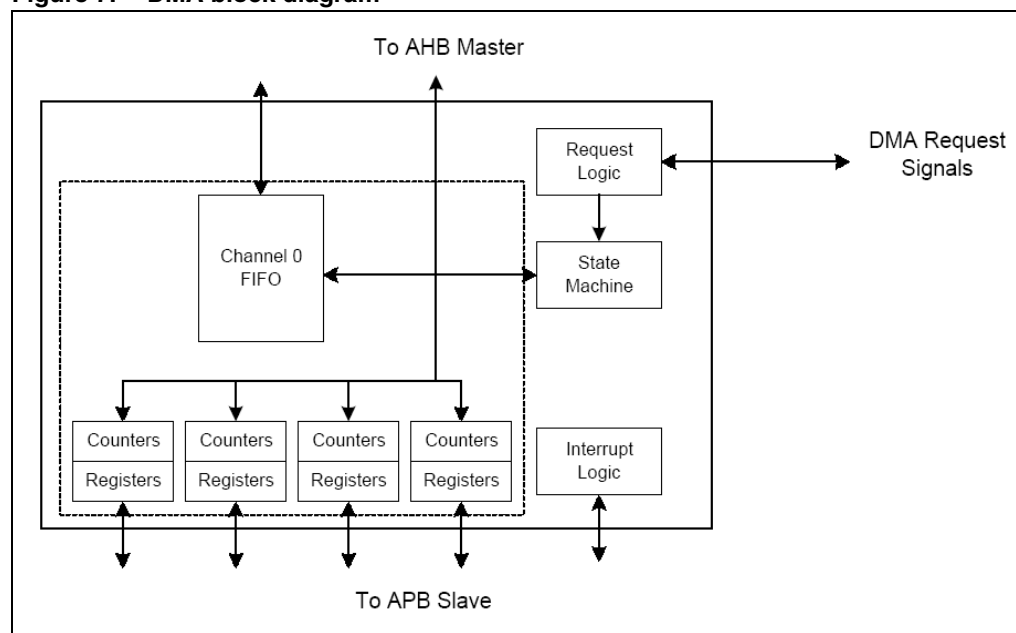 Figure DMA block diagram
To AHB Master
Request
Logic
DMA Request
Signals
Channel 0
FIFO
State
Machine
Counters
Registers
Counters
Registers
Counters
Registers
Counters
Registers
Interrupt
Logic
To APB Slave